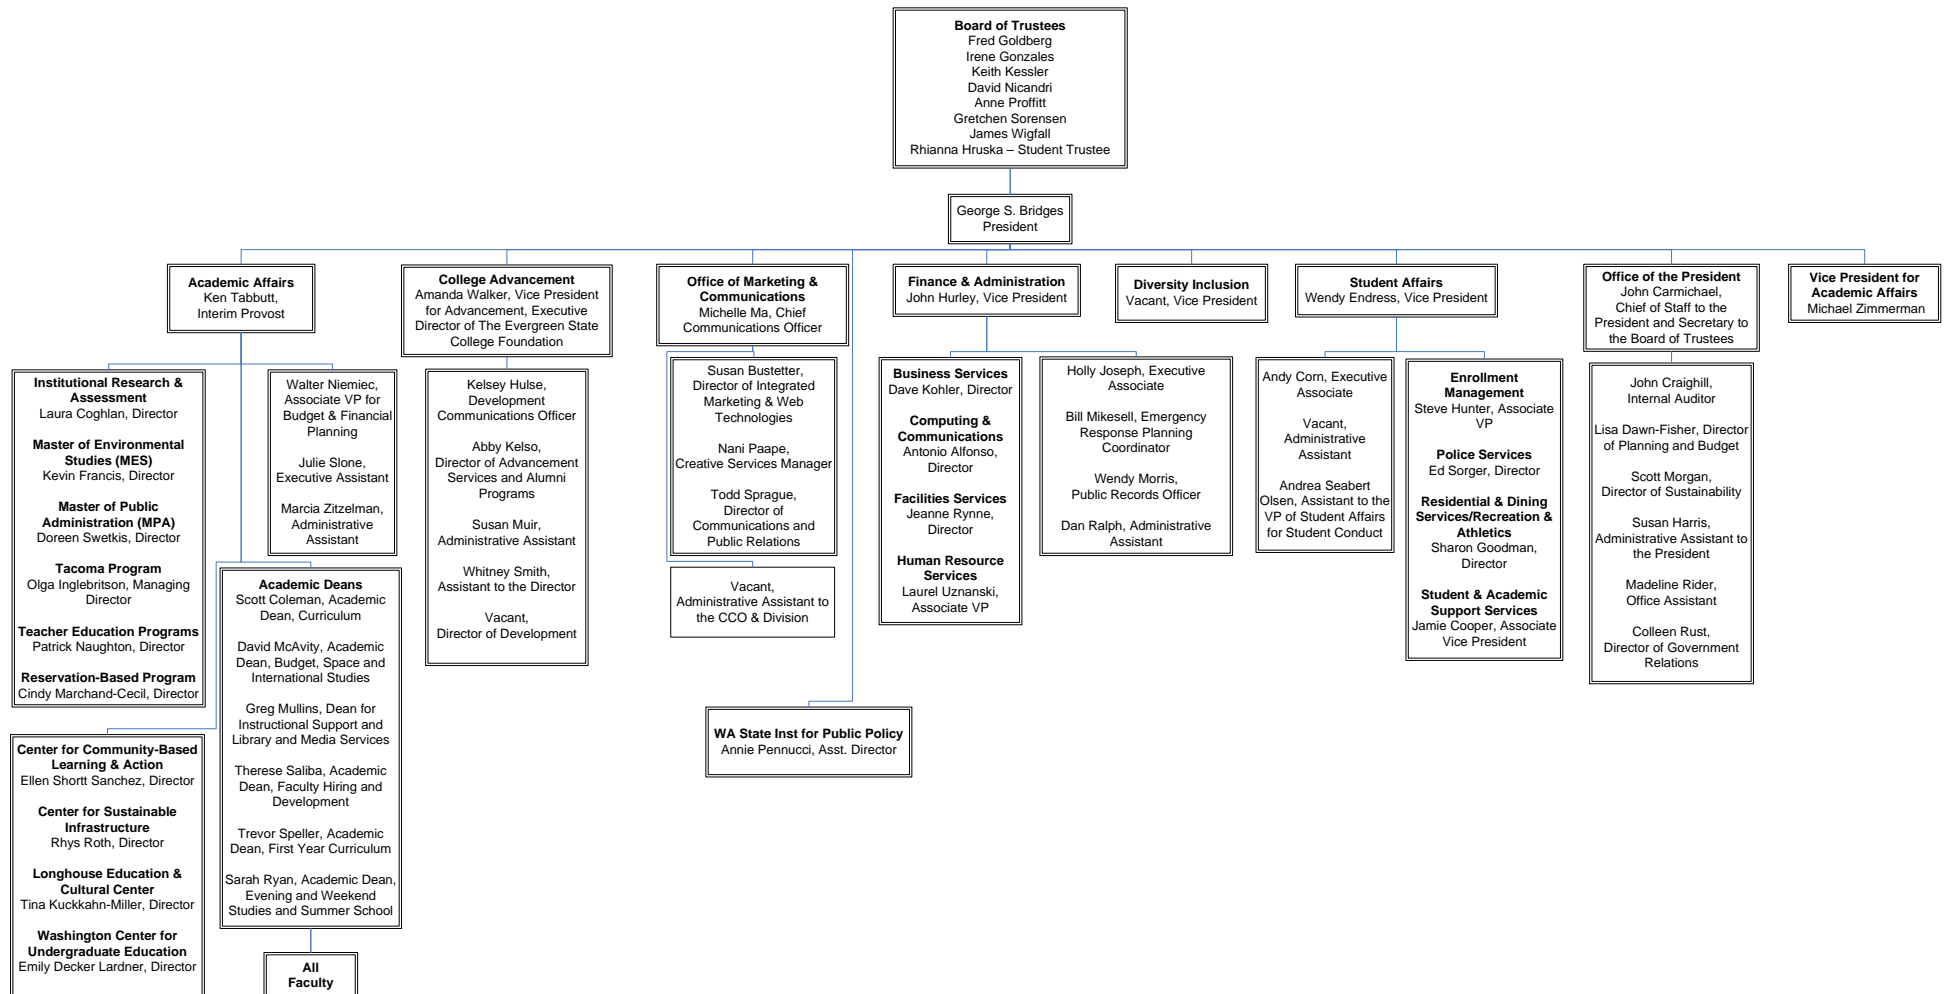 Board of Trustees
Fred Goldberg
Irene Gonzales
Keith Kessler
David Nicandri
Anne Proffitt
Gretchen Sorensen
James Wigfall
Rhianna Hruska – Student Trustee
George S. Bridges
President
Academic Affairs
Ken Tabbutt,
Interim Provost
College Advancement
Amanda Walker, Vice President
for Advancement, Executive
Director of The Evergreen State
College Foundation
Office of Marketing &
Communications
Michelle Ma, Chief
Communications Officer
Finance & Administration
John Hurley, Vice President
Diversity Inclusion
Vacant, Vice President
Student Affairs
Wendy Endress, Vice President
Office of the President
John Carmichael,
Chief of Staff to the
President and Secretary to
the Board of Trustees
Vice President for
Academic Affairs
Michael Zimmerman
Institutional Research &
Assessment
Laura Coghlan, Director
Master of Environmental
Studies (MES)
Kevin Francis, Director
Master of Public
Administration (MPA)
Doreen Swetkis, Director
Tacoma Program
Olga Inglebritson, Managing
Director
Teacher Education Programs
Patrick Naughton, Director
Reservation-Based Program
Cindy Marchand-Cecil, Director
Walter Niemiec,
Associate VP for
Budget & Financial
Planning
Julie Slone,
Executive Assistant
Marcia Zitzelman,
Administrative
Assistant
Kelsey Hulse,
Development
Communications Officer
Abby Kelso,
Director of Advancement
Services and Alumni
Programs
Susan Muir,
Administrative Assistant
Whitney Smith,
Assistant to the Director
Vacant,
Director of Development
Susan Bustetter,
Director of Integrated
Marketing & Web
Technologies
Nani Paape,
Creative Services Manager
Todd Sprague,
Director of
Communications and
Public Relations
Vacant,
Administrative Assistant to
the CCO & Division
Business Services
Dave Kohler, Director
Computing &
Communications
Antonio Alfonso,
Director
Facilities Services
Jeanne Rynne,
Director
Human Resource
Services
Laurel Uznanski,
Associate VP
Holly Joseph, Executive
Associate
Bill Mikesell, Emergency
Response Planning
Coordinator
Wendy Morris,
Public Records Officer
Dan Ralph, Administrative
Assistant
Andy Corn, Executive
Associate
Vacant,
Administrative
Assistant
Andrea Seabert
Olsen, Assistant to the
VP of Student Affairs
for Student Conduct
Enrollment
Management
Steve Hunter, Associate
VP
Police Services
Ed Sorger, Director
Residential & Dining
Services/Recreation &
Athletics
Sharon Goodman,
Director
Student & Academic
Support Services
Jamie Cooper, Associate
Vice President
John Craighill,
Internal Auditor
Lisa Dawn-Fisher, Director
of Planning and Budget
Scott Morgan,
Director of Sustainability
Susan Harris,
Administrative Assistant to
the President
Madeline Rider,
Office Assistant
Colleen Rust,
Director of Government
Relations
Academic Deans
Scott Coleman, Academic
Dean, Curriculum
David McAvity, Academic
Dean, Budget, Space and
International Studies
Greg Mullins, Dean for
Instructional Support and
Library and Media Services
Therese Saliba, Academic
Dean, Faculty Hiring and
Development
Trevor Speller, Academic
Dean, First Year Curriculum
Sarah Ryan, Academic Dean,
Evening and Weekend
Studies and Summer School
WA State Inst for Public Policy
Annie Pennucci, Asst. Director
Center for Community-Based
Learning & Action
Ellen Shortt Sanchez, Director
Center for Sustainable
Infrastructure
Rhys Roth, Director
Longhouse Education &
Cultural Center
Tina Kuckkahn-Miller, Director
Washington Center for
Undergraduate Education
Emily Decker Lardner, Director
All
Faculty